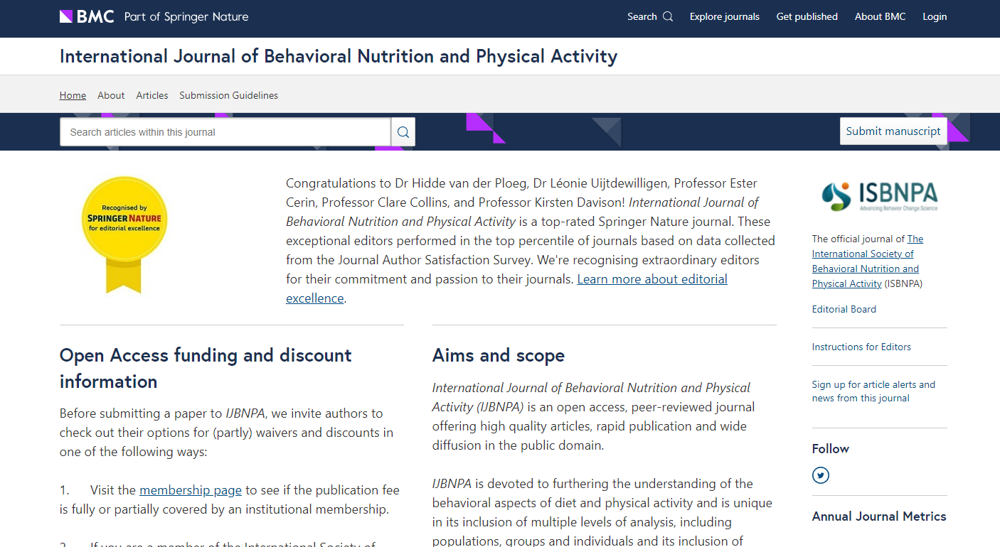 BMC Part of Springer Nature
Search Explore journals Get published About BMC Login
International Journal of Behavioral Nutrition and Physical Activity
Home About Articles Submission Guidelines
Search articles within this journal
Submit manuscript
Recognised by
SPRINGER NATURE
for editorial excellence
Congratulations to Dr Hidde van der Ploeg, Dr Léonie Uijtdewilligen, Professor Ester
Cerin, Professor Clare Collins, and Professor Kirsten Davison! International Journal of
Behavioral Nutrition and Physical Activity is a top-rated Springer Nature journal. These
exceptional editors performed in the top percentile of journals based on data collected
from the Journal Author Satisfaction Survey. We're recognising extraordinary editors
for their commitment and passion to their journals. Learn more about editorial
excellence.
Open Access funding and discount
information
Before submitting a paper to IJBNPA, we invite authors to
check out their options for (partly) waivers and discounts in
one of the following ways:
1. Visit the membership page to see if the publication fee
is fully or partially covered by an institutional membership.
2. If you are a member of the International Society of
Aims and scope
International Journal of Behavioral Nutrition and Physical
Activity (IJBNPA) is an open access, peer-reviewed journal
offering high quality articles, rapid publication and wide
diffusion in the public domain.
IJBNPA is devoted to furthering the understanding of the
behavioral aspects of diet and physical activity and is unique
in its inclusion of multiple levels of analysis, including
populations, groups and individuals and its inclusion of
ISBNPA
Advancing Behavior Change Science
The official journal of The
International Society of
Behavioral Nutrition and
Physical Activity (ISBNPA)
Editorial Board
Instructions for Editors
Sign up for article alerts and
news from this journal
Follow
Annual Journal Metrics